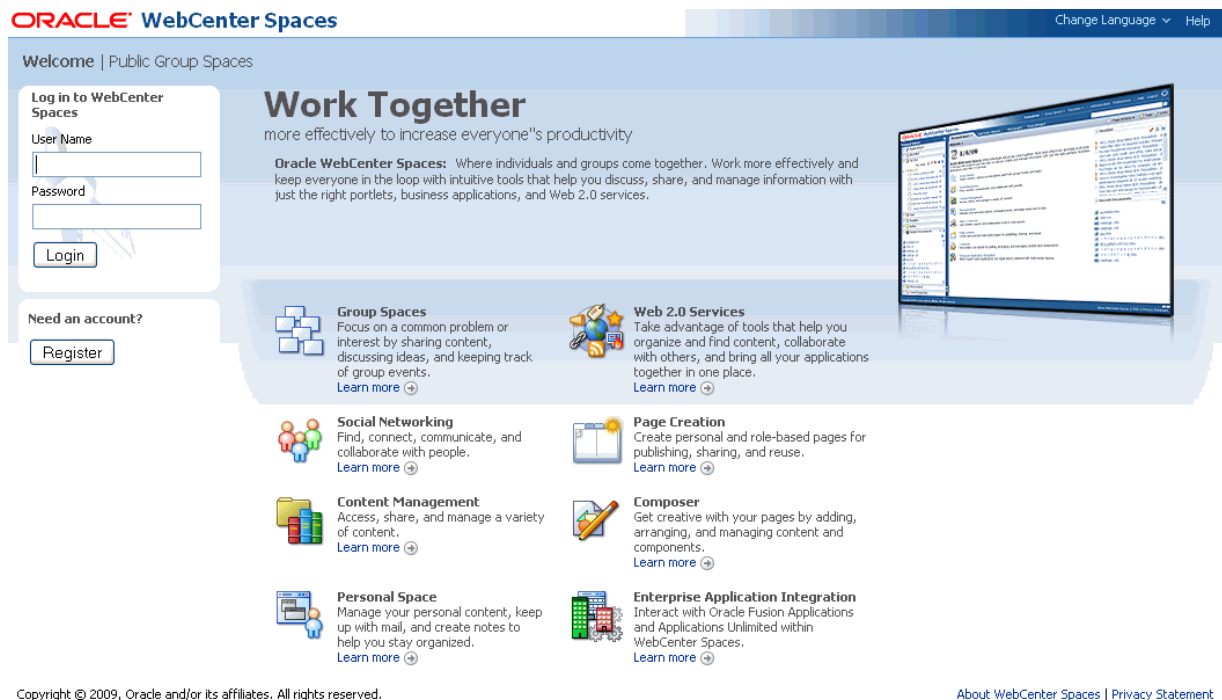 ORACLE WebCenter Spaces
Change Language Help
Welcome | Public Group Spaces
Log in to WebCenter
Spaces
User Name
Password
Login
Need an account?
Register
Work Together
more effectively to increase everyone"s productivity
Oracle WebCenter Spaces: Where individuals and groups come together. Work more effectively and
keep everyone in the loop with intuitive tools that help you discuss, share, and manage information with
just the right portlets, business applications, and Web 2.0 services.
Group Spaces
Focus on a common problem or
interest by sharing content,
discussing ideas, and keeping track
of group events.
Learn more
Web 2.0 Services
Take advantage of tools that help you
organize and find content, collaborate
with others, and bring all your applications
together in one place.
Learn more
Social Networking
Find, connect, communicate, and
collaborate with people.
Learn more
Page Creation
Create personal and role-based pages for
publishing, sharing, and reuse.
Learn more
Content Management
Access, share, and manage a variety
of content.
Learn more
Composer
Get creative with your pages by adding,
arranging, and managing content and
components.
Learn more
Personal Space
Manage your personal content, keep
up with mail, and create notes to
help you stay organized.
Learn more
Enterprise Application Integration
Interact with Oracle Fusion Applications
and Applications Unlimited within
WebCenter Spaces.
Learn more
Copyright © 2009, Oracle and/or its affiliates. All rights reserved.
About WebCenter Spaces | Privacy Statement